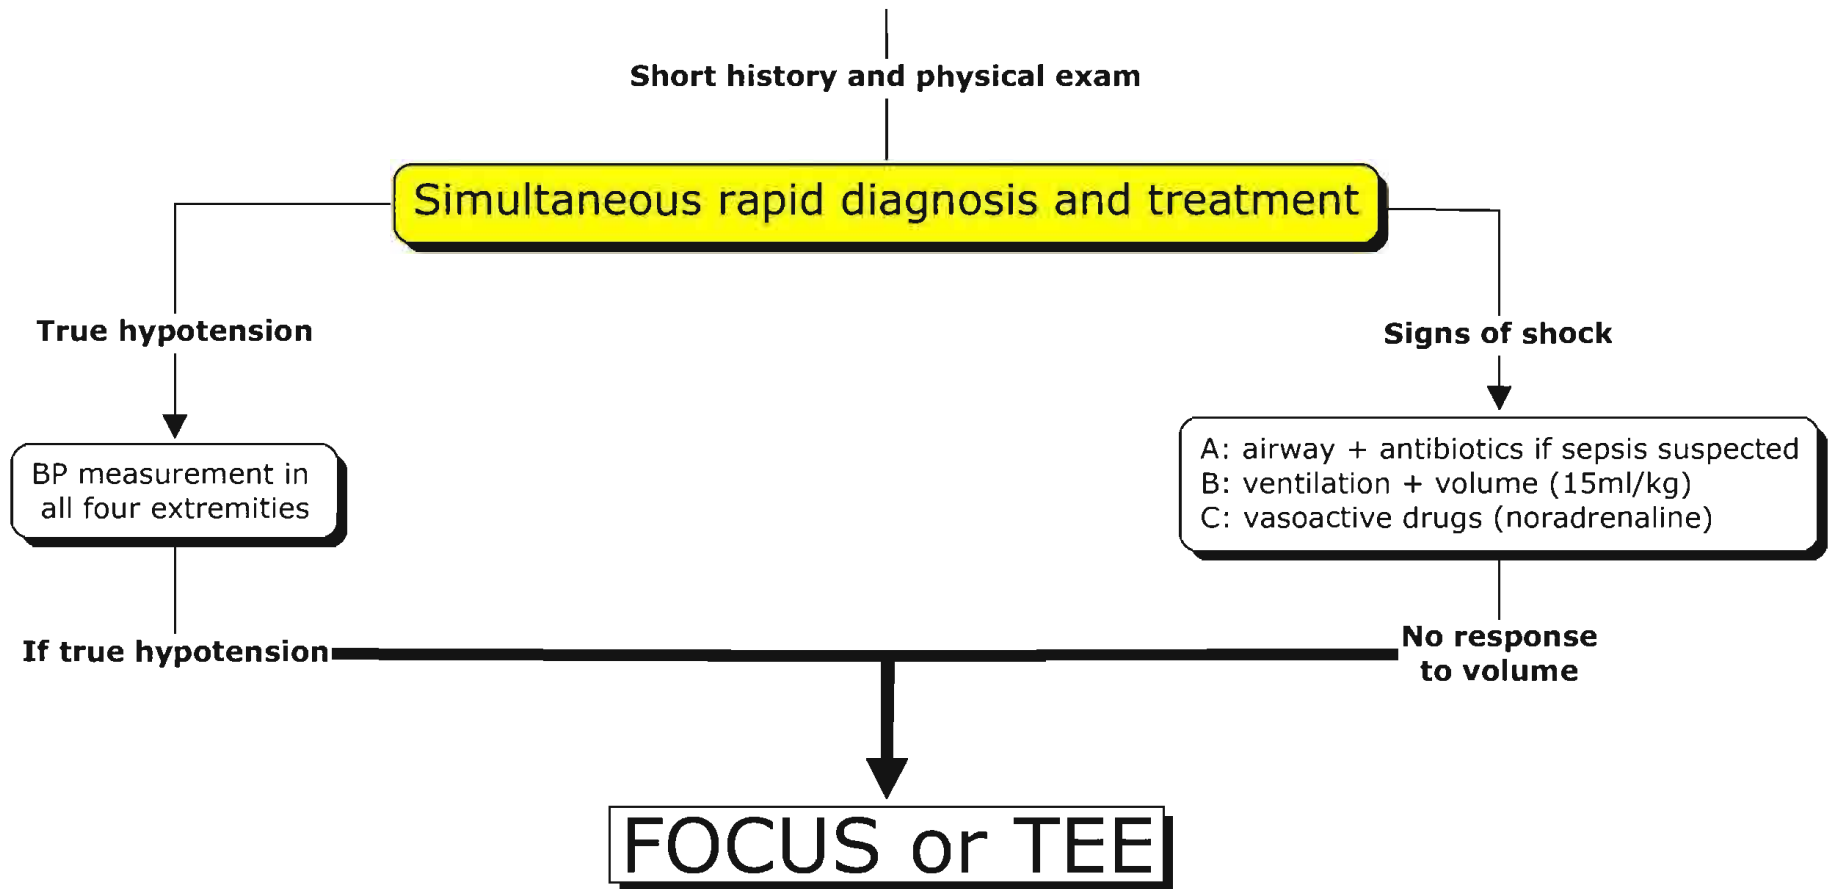 Short history and physical exam
Simultaneous rapid diagnosis and treatment
True hypotension
Signs of shock
BP measurement in
all four extremities
A: airway + antibiotics if sepsis suspected
B: ventilation + volume (15ml/kg)
C: vasoactive drugs (noradrenaline)
If true hypotension
No response
to volume
FOCUS or TEE